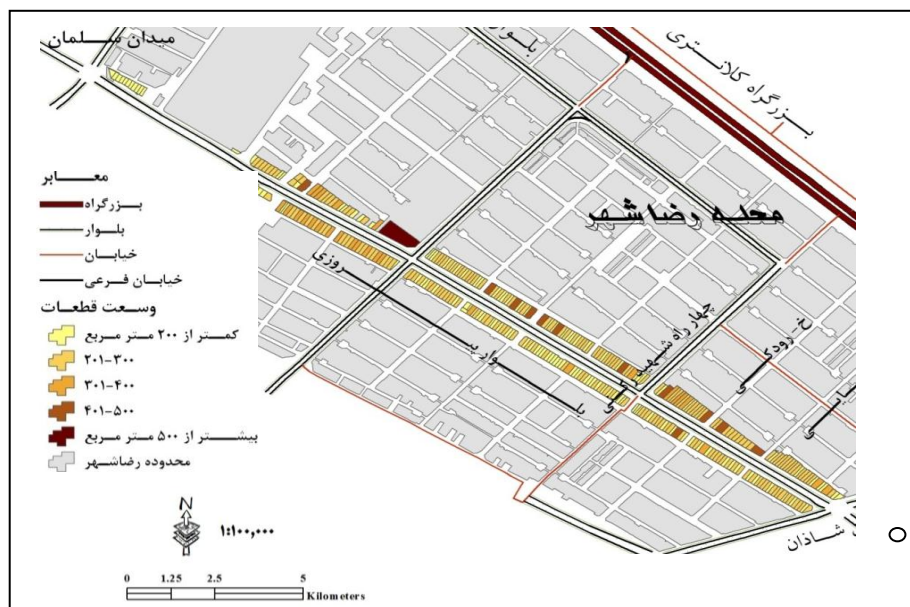 میدان سلمان
بلوار
بزرگراه کلانتری
محله رضاشهر
معابر
بزرگراه
بلوار
خیابان
خیابان فرعی
وسعت قطعات
کمتر از ۲۰۰ متر مربع
۲۰۱-۳۰۰
۳۰۱-۴۰۰
۴۰۱-۵۰۰
بیشتر از ۵۰۰ متر مربع
محدوده رضاشهر
بلوار پیروزی
چهارراه شهید
خ-رودکی
شاذان
N
۱:۱۰۰,۰۰۰
0 1.25 2.5 5
Kilometers